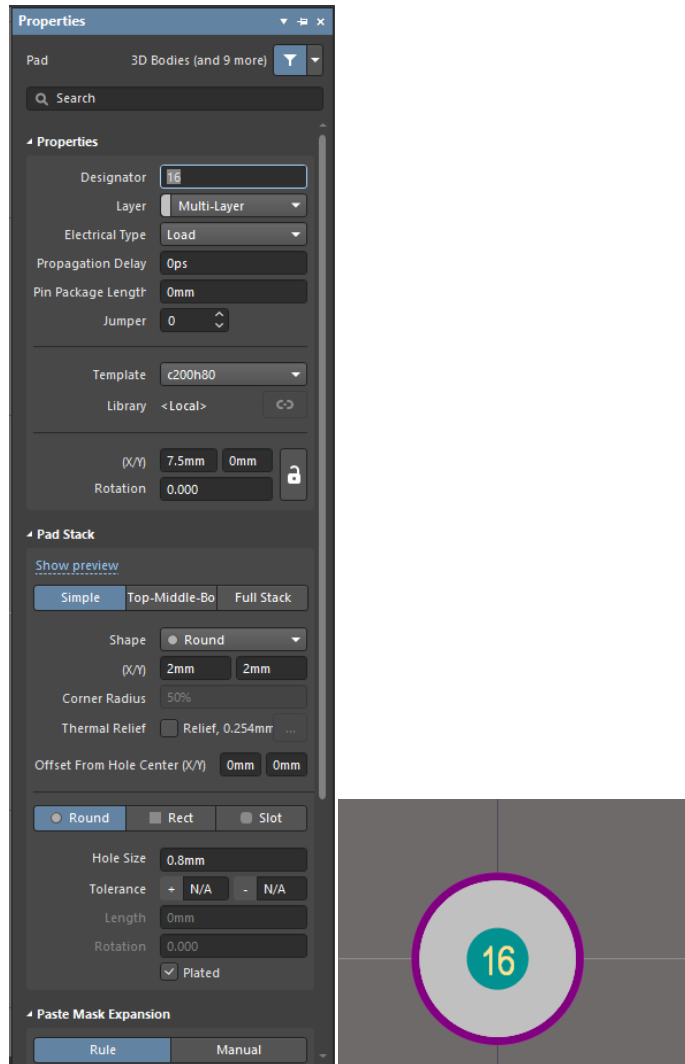 Properties
Pad 3D Bodies (and 9 more)
Search
Properties
Designator 16
Layer Multi-Layer
Electrical Type Load
Propagation Delay 0ps
Pin Package Length 0mm
Jumper 0
Template c200h80
Library <Local>
(X/Y) 7.5mm 0mm
Rotation 0.000
Pad Stack
Show preview
Simple Top-Middle-Bo Full Stack
Shape Round
(X/Y) 2mm 2mm
Corner Radius 50%
Thermal Relief Relief, 0.254mm ...
Offset From Hole Center (X/Y) 0mm 0mm
Round Rect Slot
Hole Size 0.8mm
Tolerance + N/A - N/A
Length 0mm
Rotation 0.000
Plated
Paste Mask Expansion
Rule Manual
16